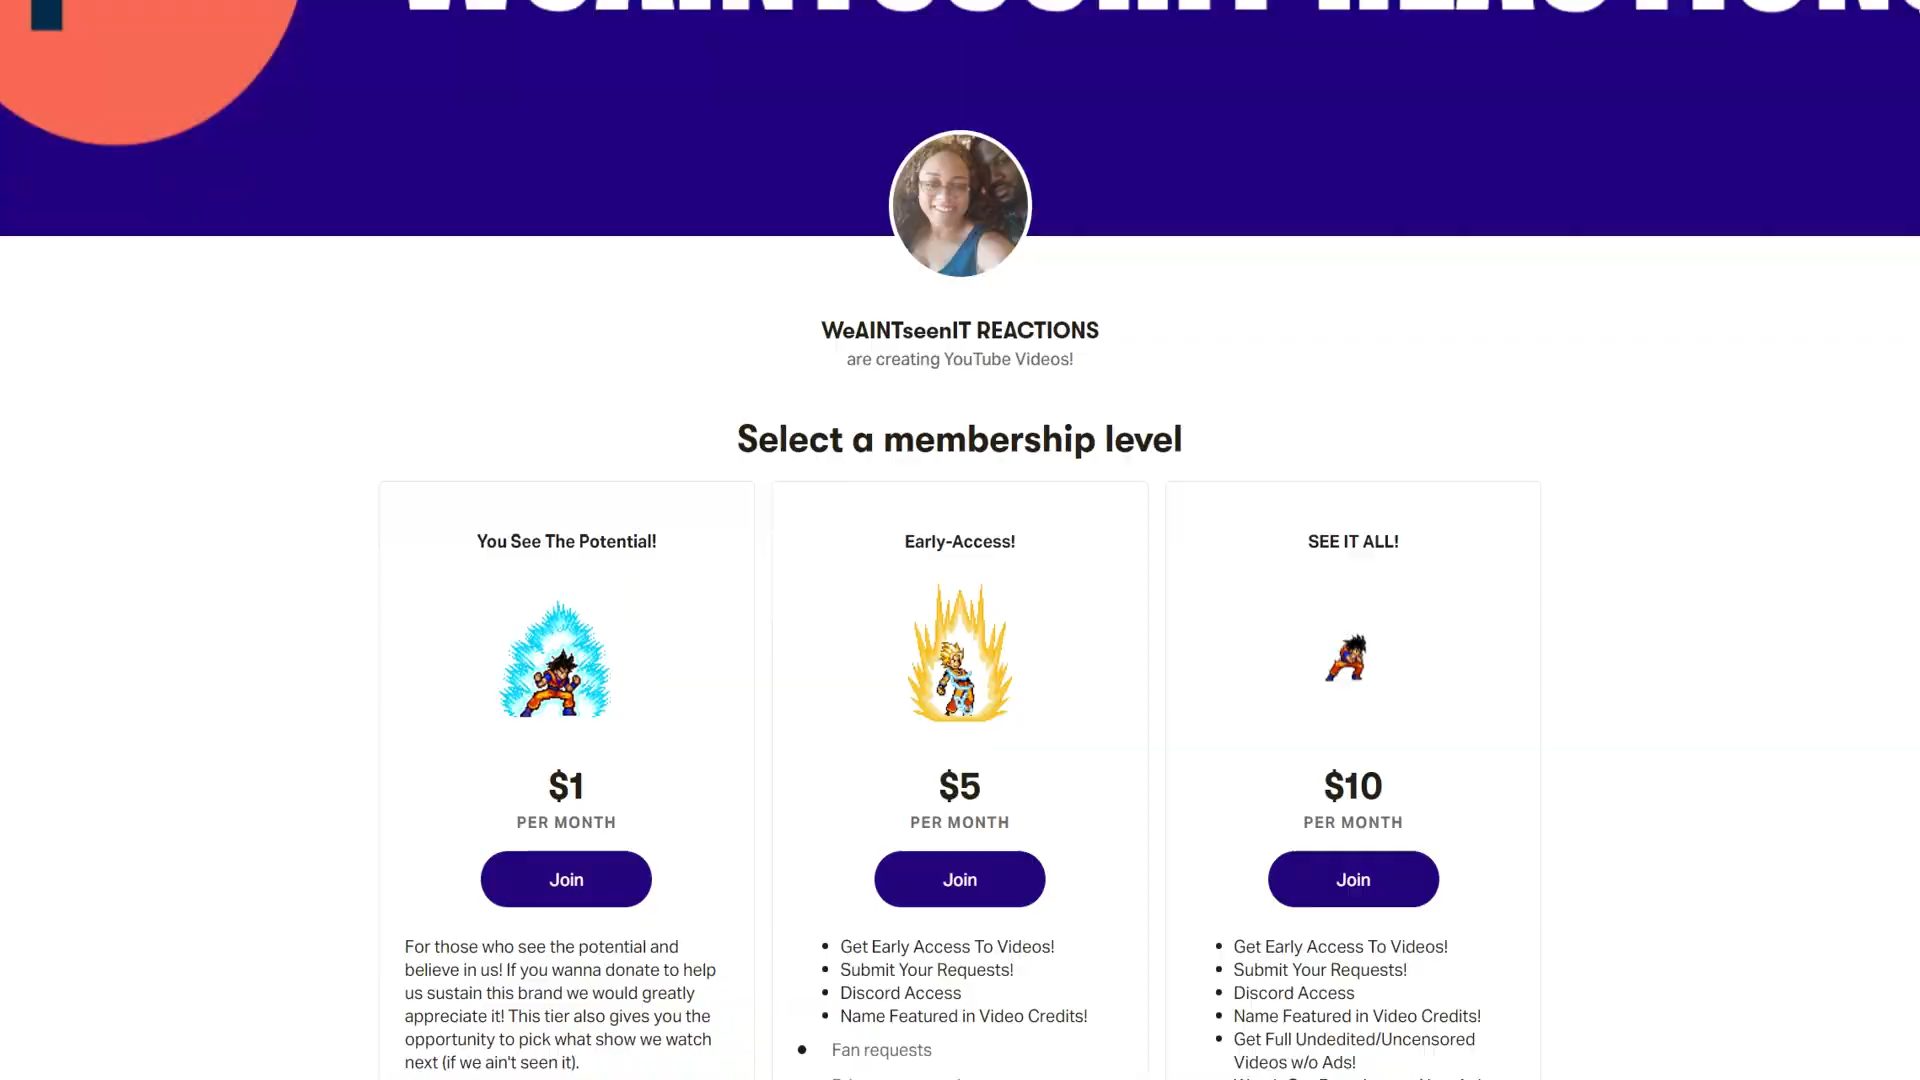 WEAINTSEENIT REACTIONS
WeAINTseenIT REACTIONS
are creating YouTube Videos!
Select a membership level
You See The Potential!
$1
PER MONTH
Join
For those who see the potential and
believe in us! If you wanna donate to help
us sustain this brand we would greatly
appreciate it! This tier also gives you the
opportunity to pick what show we watch
next (if we ain't seen it).
Early-Access!
$5
PER MONTH
Join
Get Early Access To Videos!
Submit Your Requests!
Discord Access
Name Featured in Video Credits!
Fan requests
SEE IT ALL!
$10
PER MONTH
Join
Get Early Access To Videos!
Submit Your Requests!
Discord Access
Name Featured in Video Credits!
Get Full Undedited/Uncensored
Videos w/o Ads!